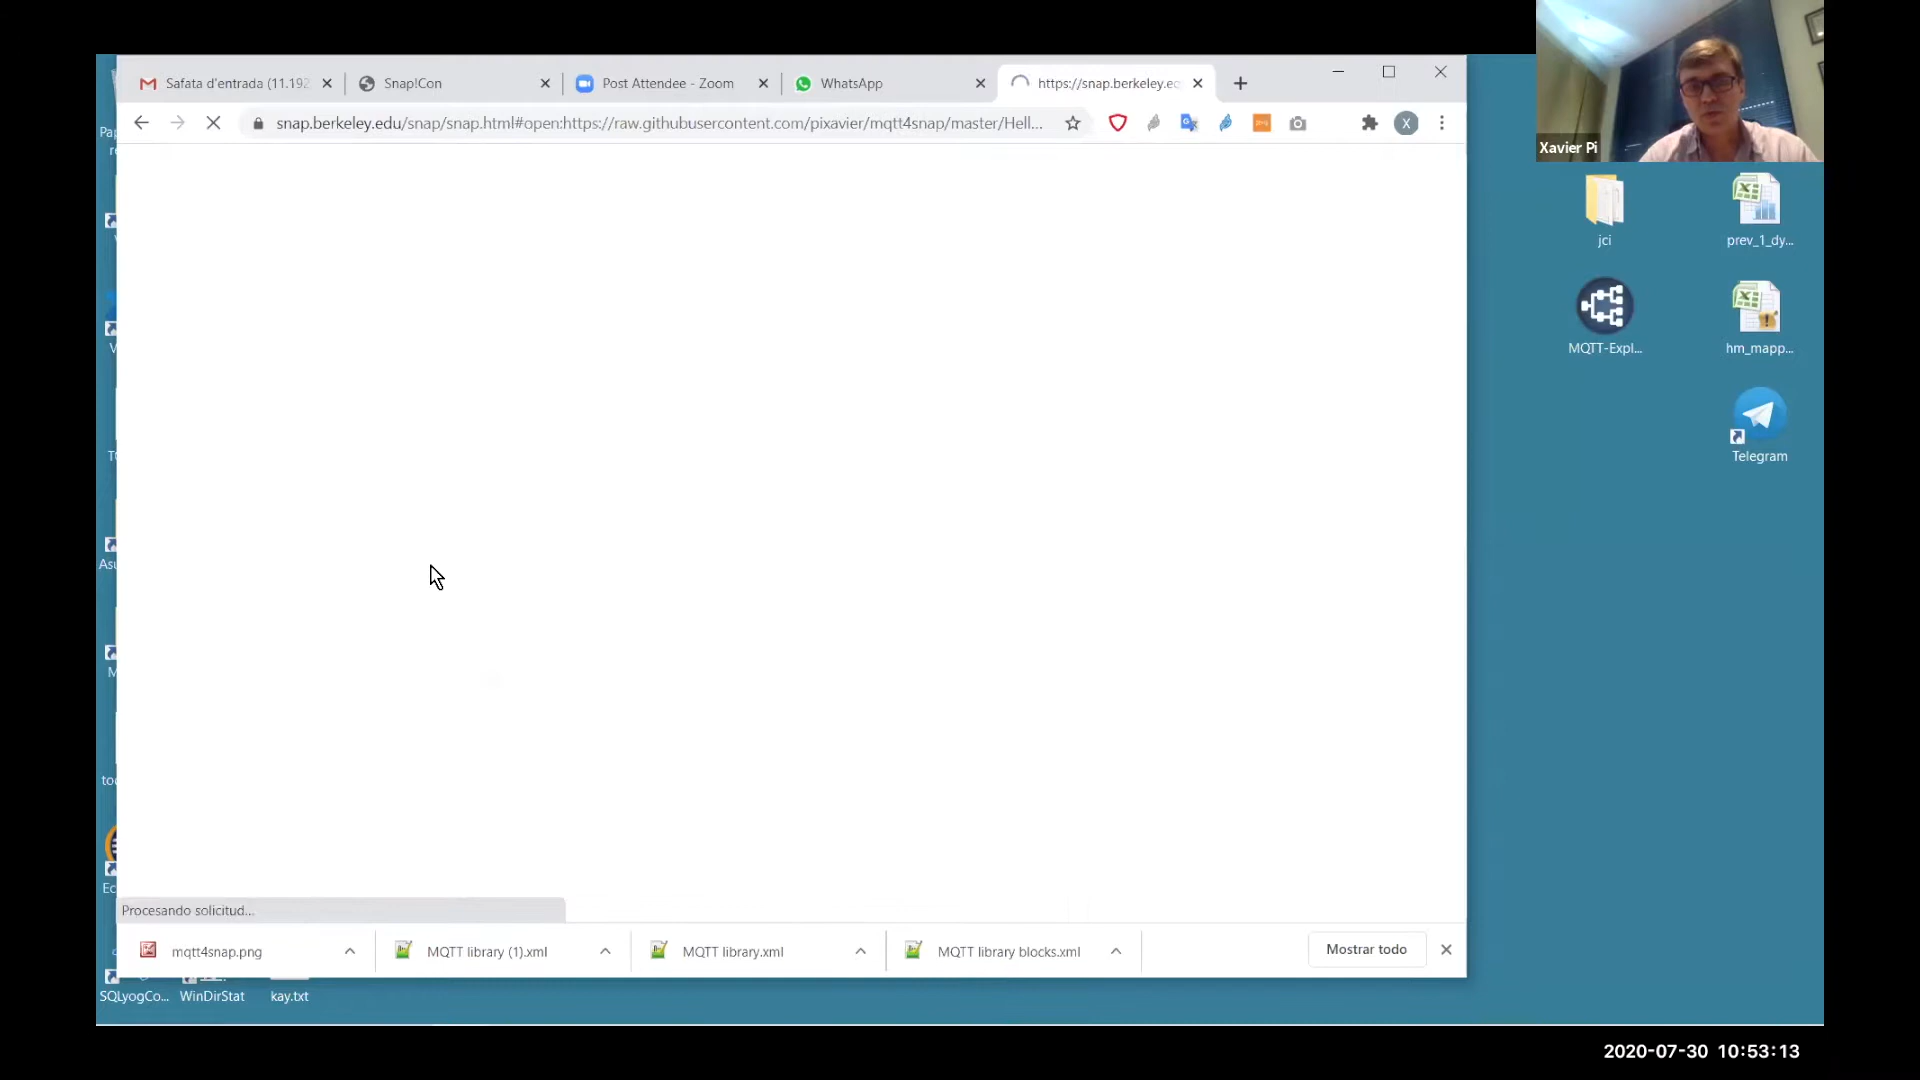 Safata d'entrada (11.192
Snap!Con
Post Attendee - Zoom
WhatsApp
https://snap.berkeley.ed
snap.berkeley.edu/snap/snap.html#open:https://raw.githubusercontent.com/pixavier/mqtt4snap/master/Hell...
X
Xavier Pi
jci
prev_1_dy...
MQTT-Expl...
hm_mapp...
Telegram
Procesando solicitud...
mqtt4snap.png
MQTT library (1).xml
MQTT library.xml
MQTT library blocks.xml
Mostrar todo
SQLyogCo...
WinDirStat
kay.txt
2020-07-30 10:53:13